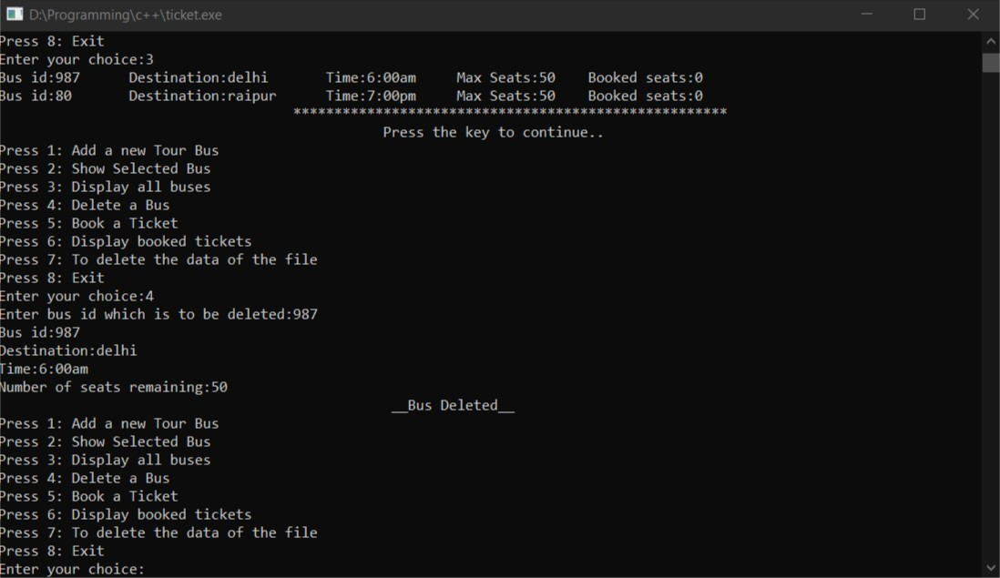 D:\Programming\c++\ticket.exe
Press 8: Exit
Enter your choice:3
Bus id:987 Destination:delhi Time:6:00am Max Seats:50 Booked seats:0
Bus id:80 Destination:raipur Time:7:00pm Max Seats:50 Booked seats:0
*****************************************************
Press the key to continue..
Press 1: Add a new Tour Bus
Press 2: Show Selected Bus
Press 3: Display all buses
Press 4: Delete a Bus
Press 5: Book a Ticket
Press 6: Display booked tickets
Press 7: To delete the data of the file
Press 8: Exit
Enter your choice:4
Enter bus id which is to be deleted:987
Bus id:987
Destination:delhi
Time:6:00am
Number of seats remaining:50
__Bus Deleted__
Press 1: Add a new Tour Bus
Press 2: Show Selected Bus
Press 3: Display all buses
Press 4: Delete a Bus
Press 5: Book a Ticket
Press 6: Display booked tickets
Press 7: To delete the data of the file
Press 8: Exit
Enter your choice: